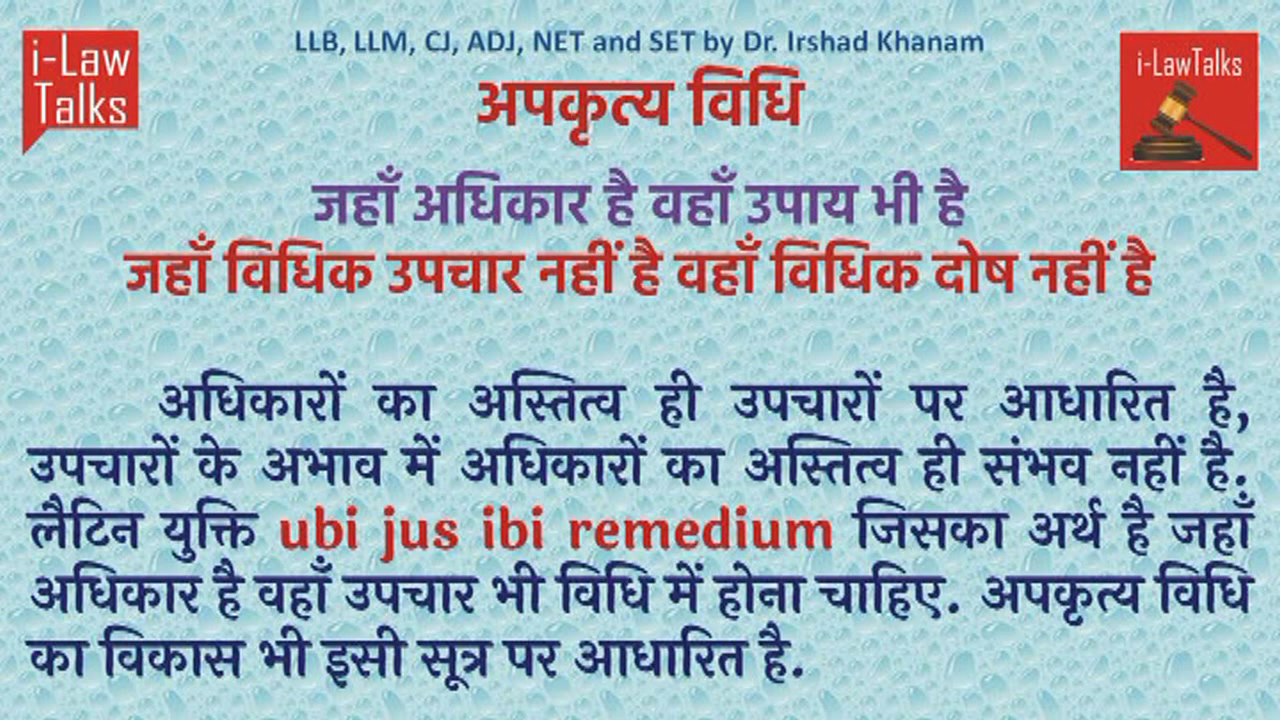 i-Law
Talks
LLB, LLM, CJ, ADJ, NET and SET by Dr. Irshad Khanam
i-LawTalks
अपकृत्य विधि
जहाँ अधिकार है वहाँ उपाय भी है
जहाँ विधिक उपचार नहीं है वहाँ विधिक दोष नहीं है
अधिकारों का अस्तित्व ही उपचारों पर आधारित है,
उपचारों के अभाव में अधिकारों का अस्तित्व ही संभव नहीं है.
लैटिन युक्ति ubi jus ibi remedium जिसका अर्थ है जहाँ
अधिकार है वहाँ उपचार भी विधि में होना चाहिए. अपकृत्य विधि
का विकास भी इसी सूत्र पर आधारित है.